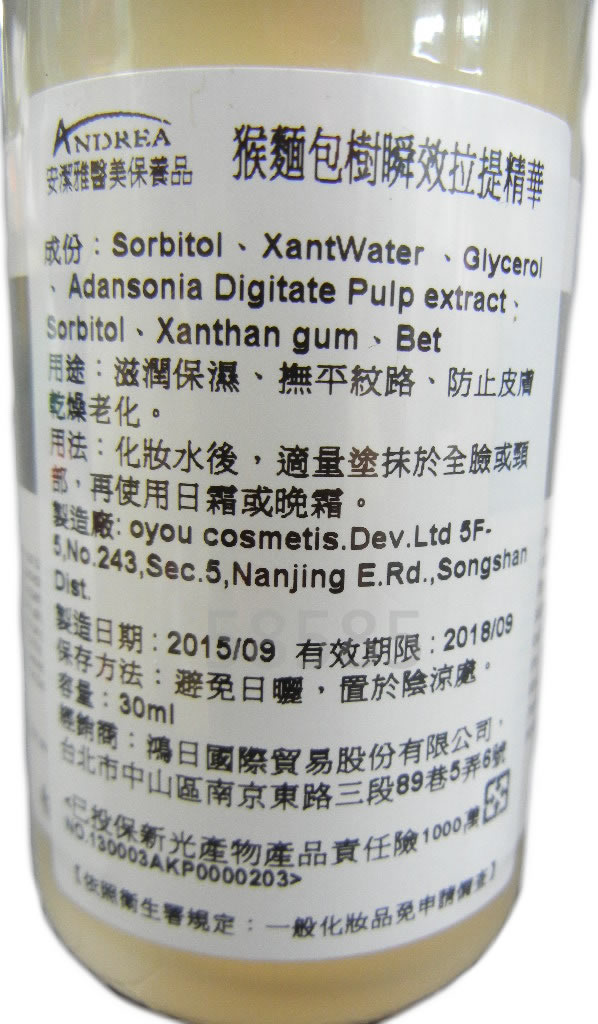 ANDREA
安潔雅醫美保養品
猴麵包樹瞬效拉提精華
成份：Sorbitol、XantWater、Glycerol
、Adansonia Digitate Pulp extract、
Sorbitol、Xanthan gum、Bet
用途：滋潤保濕、撫平紋路、防止皮膚
乾燥老化。
用法：化妝水後，適量塗抹於全臉或頸
部，再使用日霜或晚霜。
製造廠：oyou cosmetis.Dev.Ltd 5F-
5,No.243,Sec.5,Nanjing E.Rd.,Songshan
Dist.
製造日期：2015/09 有效期限：2018/09
保存方法：避免日曬，置於陰涼處。
容量：30ml
經銷商：鴻日國際貿易股份有限公司，
台北市中山區南京東路三段89巷5弄6號
<已投保新光產物產品責任險1000萬
NO.130003AKP0000203>
【依照衛生署規定：一般化妝品免申請備查】